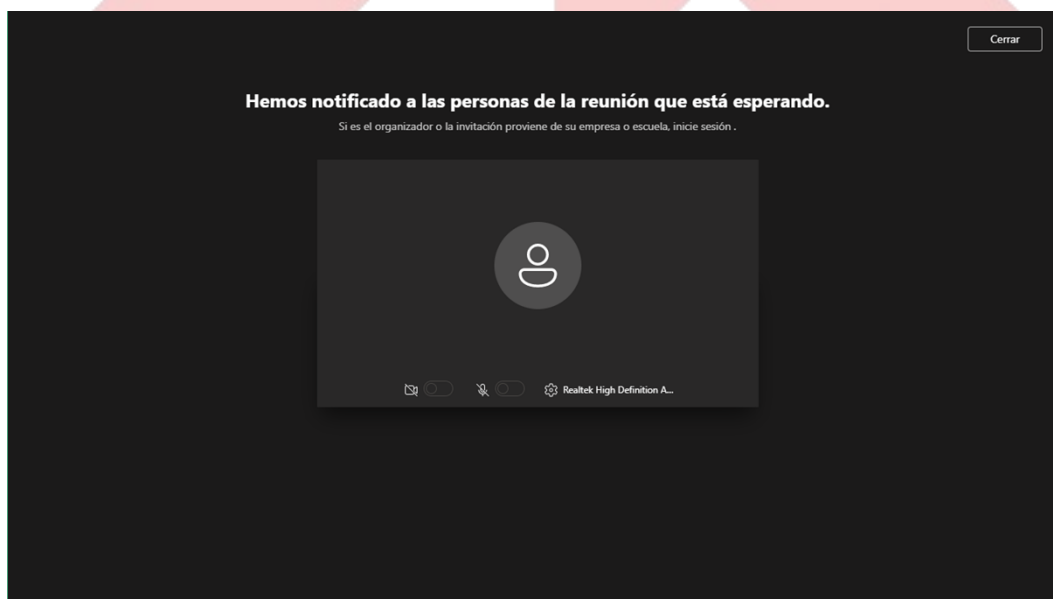 Cerrar
Hemos notificado a las personas de la reunión que está esperando.
Si es el organizador o la invitación proviene de su empresa o escuela, inicie sesión .
Realtek High Definition A...